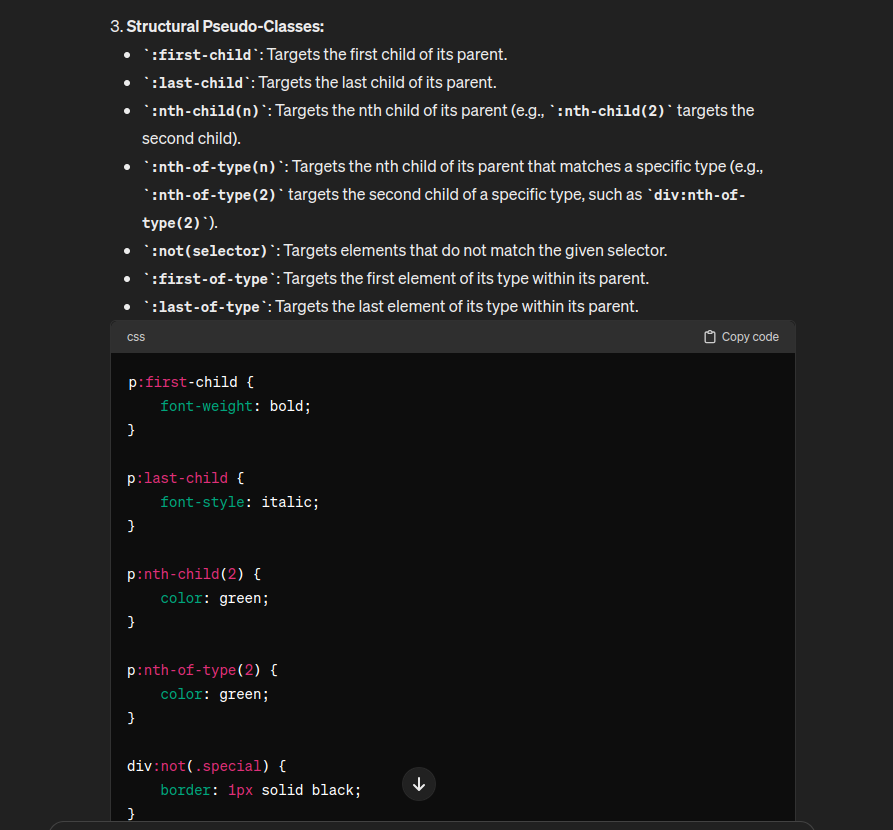 3. Structural Pseudo-Classes:
• `:first-child`: Targets the first child of its parent.
• `:last-child`: Targets the last child of its parent.
• `:nth-child(n)`: Targets the nth child of its parent (e.g., `:nth-child(2)` targets the
second child).
• `:nth-of-type(n)`: Targets the nth child of its parent that matches a specific type (e.g.,
`:nth-of-type(2)` targets the second child of a specific type, such as `div:nth-of-
type(2)`).
• `:not(selector)`: Targets elements that do not match the given selector.
• `:first-of-type`: Targets the first element of its type within its parent.
• `:last-of-type`: Targets the last element of its type within its parent.
css Copy code
p:first-child {
    font-weight: bold;
}
p:last-child {
    font-style: italic;
}
p:nth-child(2) {
    color: green;
}
p:nth-of-type(2) {
    color: green;
}
div:not(.special) {
    border: 1px solid black;
}